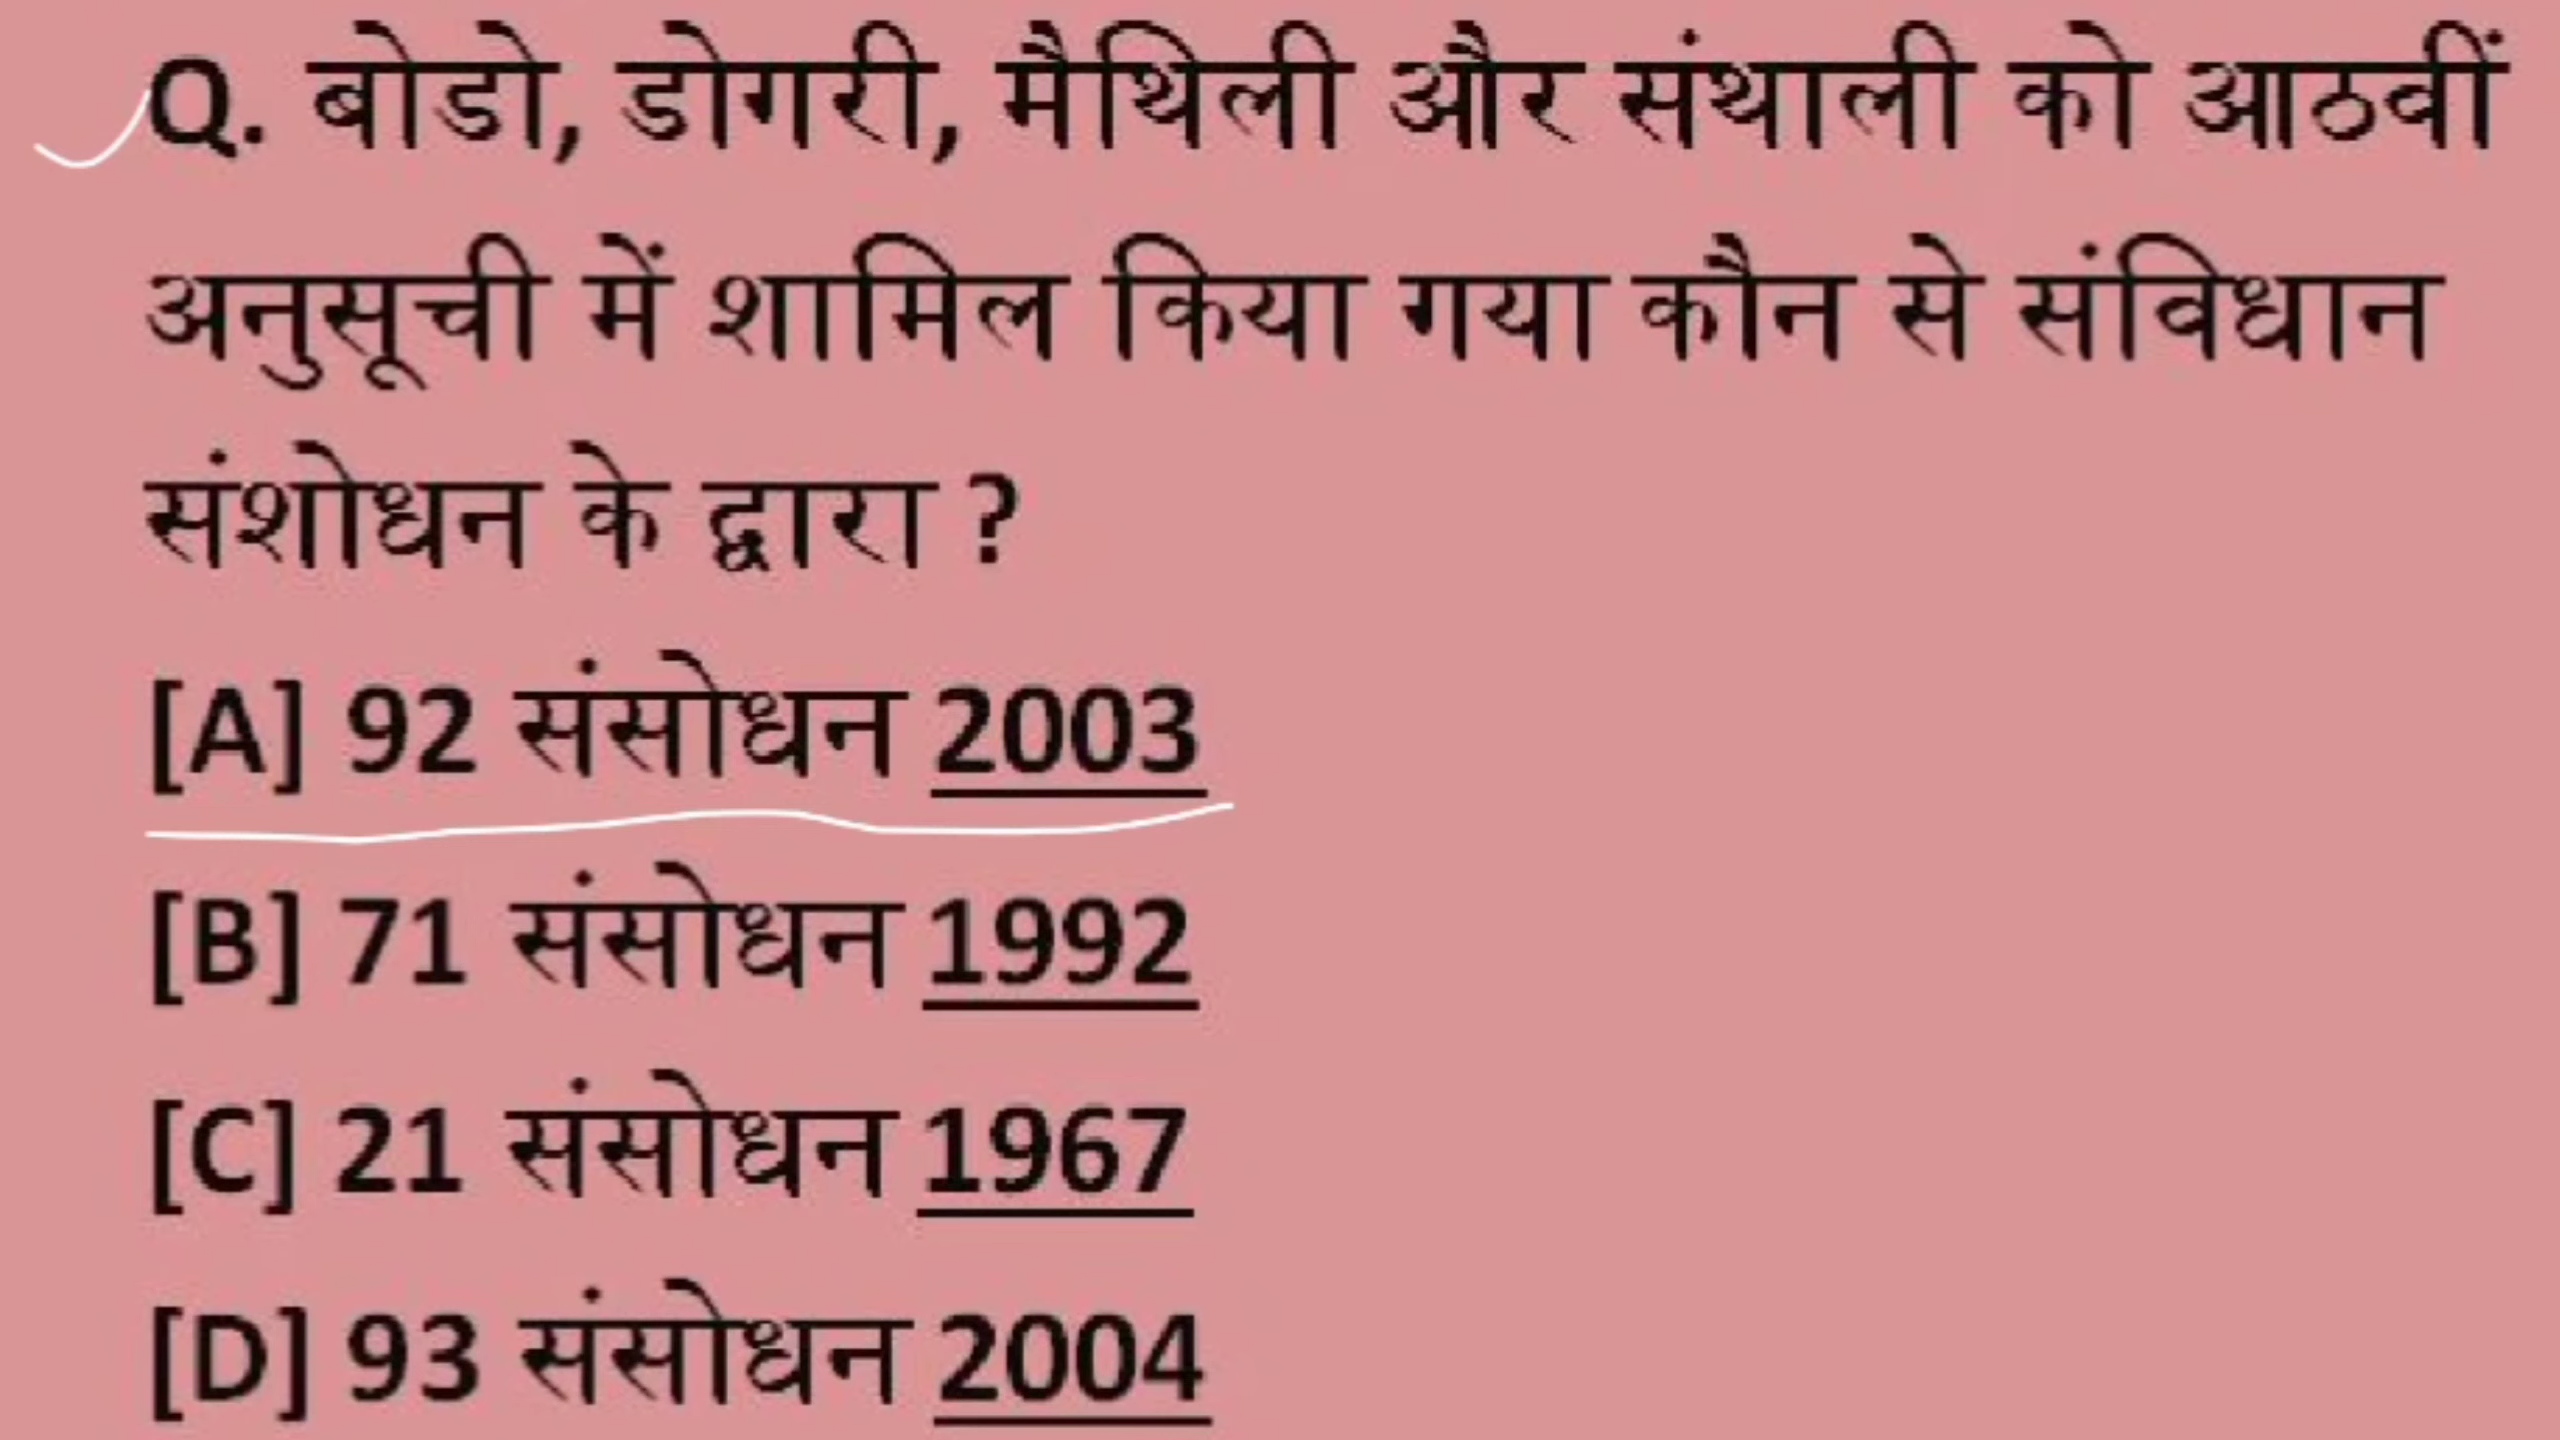 Q. बोडो, डोगरी, मैथिली और संथाली को आठवीं
अनुसूची में शामिल किया गया कौन से संविधान
संशोधन के द्वारा ?
[A] 92 संसोधन 2003
[B] 71 संसोधन 1992
[C] 21 संसोधन 1967
[D] 93 संसोधन 2004